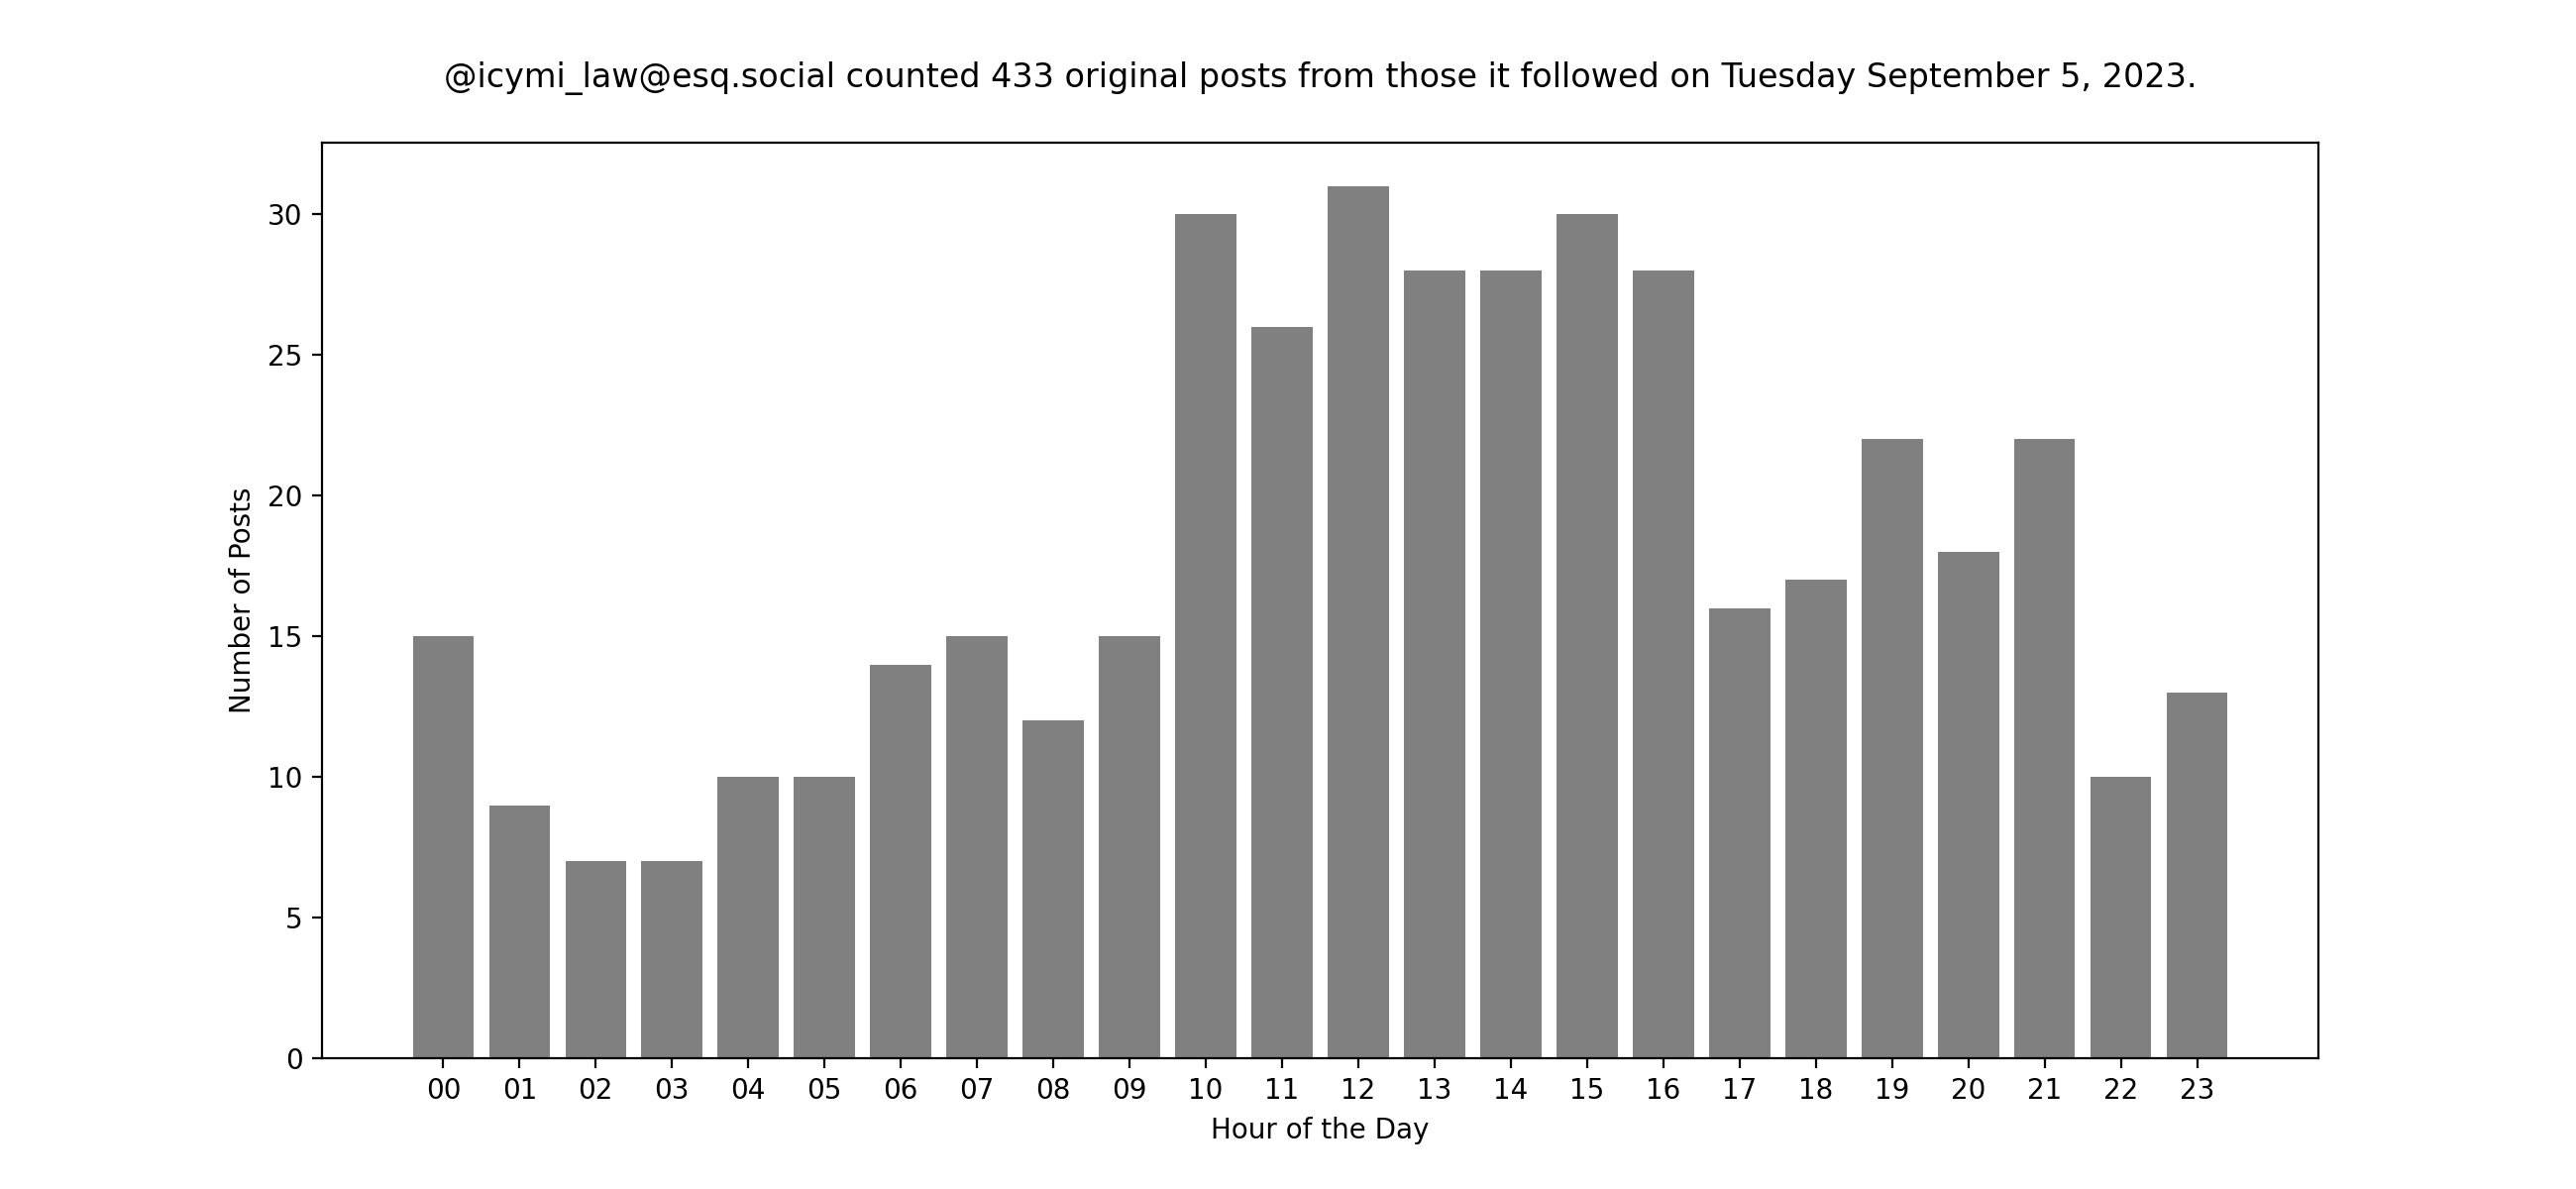 @icymi_law@esq.social counted 433 original posts from those it followed on Tuesday September 5, 2023.
30
25
20
15
10
5
0
Number of Posts
00 01 02 03 04 05 06 07 08 09 10 11 12 13 14 15 16 17 18 19 20 21 22 23
Hour of the Day